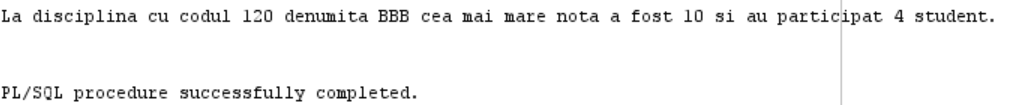 La disciplina cu codul 120 denumita BBB cea mai mare nota a fost 10 si au participat 4 student.
PL/SQL procedure successfully completed.